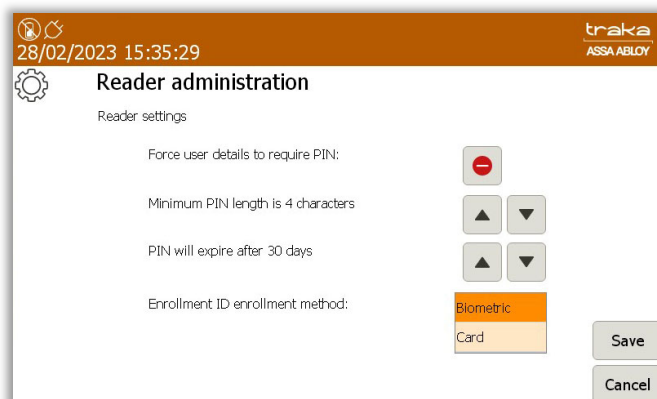 traka
28/02/2023 15:35:29
ASSA ABLOY
Reader administration
Reader settings
Force user details to require PIN:
Minimum PIN length is 4 characters
PIN will expire after 30 days
Enrollment ID enrollment method:
Biometric
Card
Save
Cancel